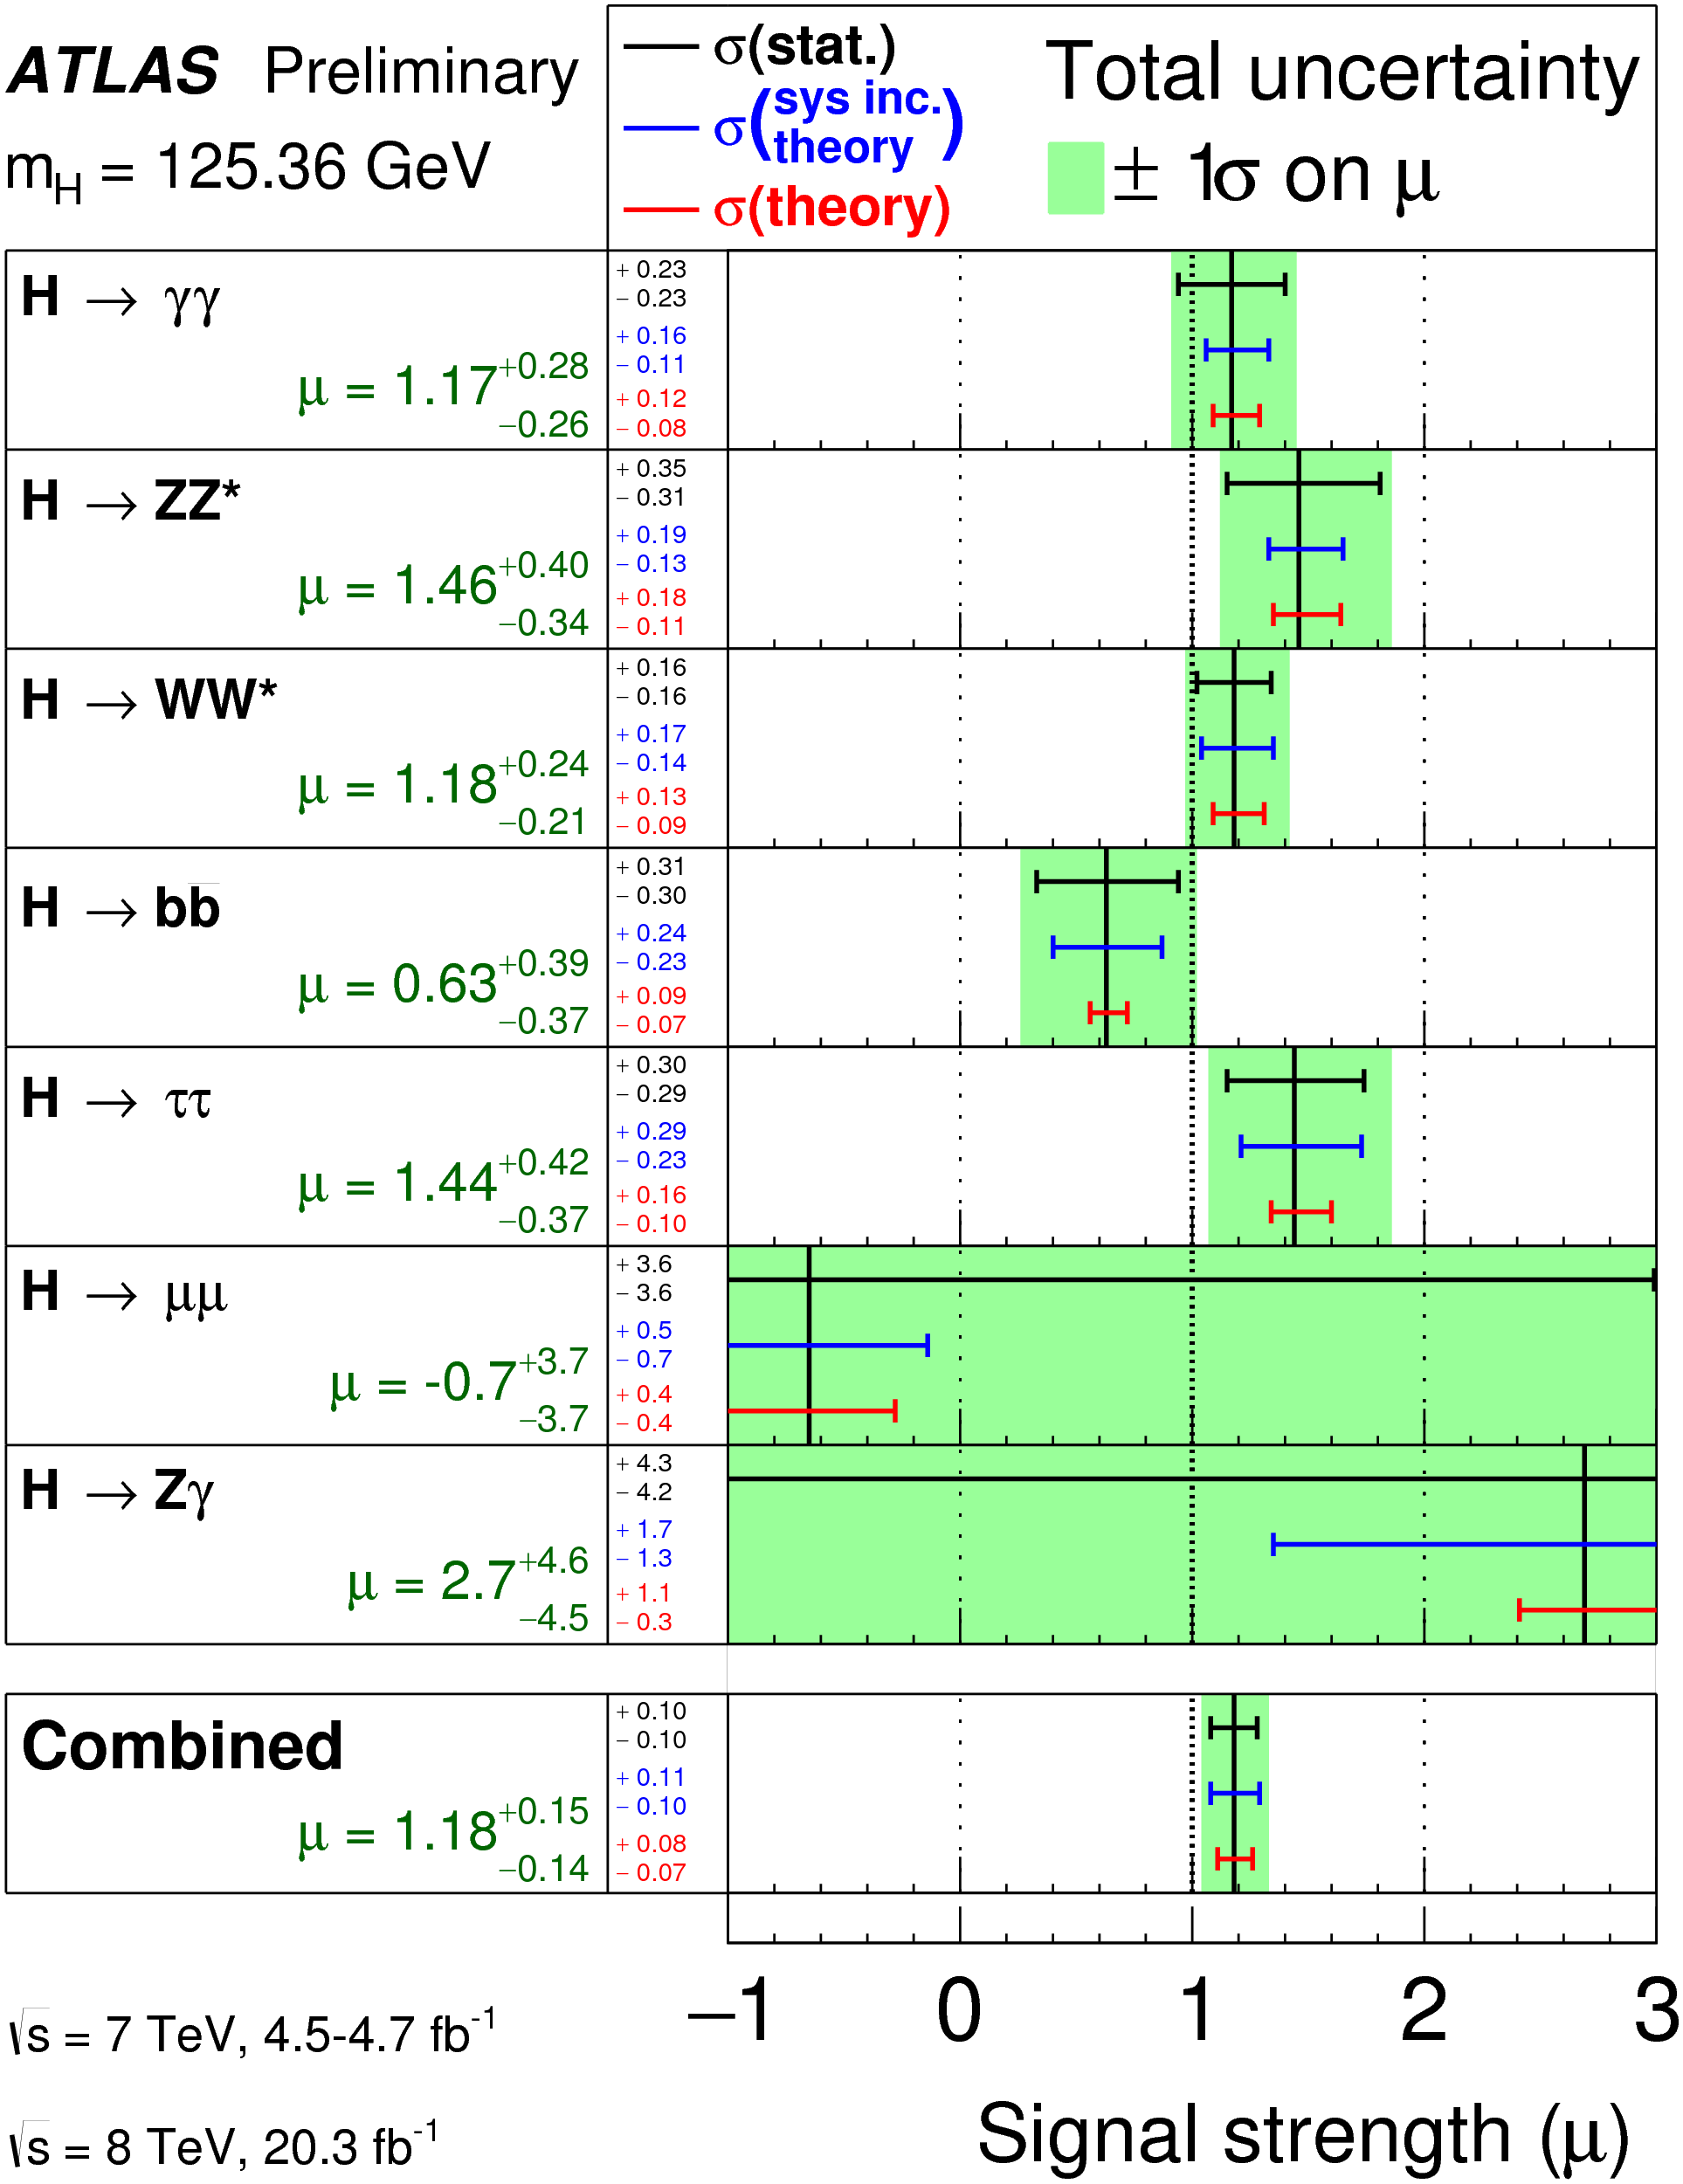 ATLAS Preliminary
m_H = 125.36 GeV
σ(stat.)
σ(sys inc. theory)
σ(theory)
Total uncertainty
± 1σ on μ
H → γγ
μ = 1.17 +0.28 −0.26
+ 0.23
− 0.23
+ 0.16
− 0.11
+ 0.12
− 0.08
H → ZZ*
μ = 1.46 +0.40 −0.34
+ 0.35
− 0.31
+ 0.19
− 0.13
+ 0.18
− 0.11
H → WW*
μ = 1.18 +0.24 −0.21
+ 0.16
− 0.16
+ 0.17
− 0.14
+ 0.13
− 0.09
H → bb̅
μ = 0.63 +0.39 −0.37
+ 0.31
− 0.30
+ 0.24
− 0.23
+ 0.09
− 0.07
H → ττ
μ = 1.44 +0.42 −0.37
+ 0.30
− 0.29
+ 0.29
− 0.23
+ 0.16
− 0.10
H → μμ
μ = -0.7 +3.7 −3.7
+ 3.6
− 3.6
+ 0.5
− 0.7
+ 0.4
− 0.4
H → Zγ
μ = 2.7 +4.6 −4.5
+ 4.3
− 4.2
+ 1.7
− 1.3
+ 1.1
− 0.3
Combined
μ = 1.18 +0.15 −0.14
+ 0.10
− 0.10
+ 0.11
− 0.10
+ 0.08
− 0.07
−1 0 1 2 3
Signal strength (μ)
√s = 7 TeV, 4.5-4.7 fb⁻¹
√s = 8 TeV, 20.3 fb⁻¹